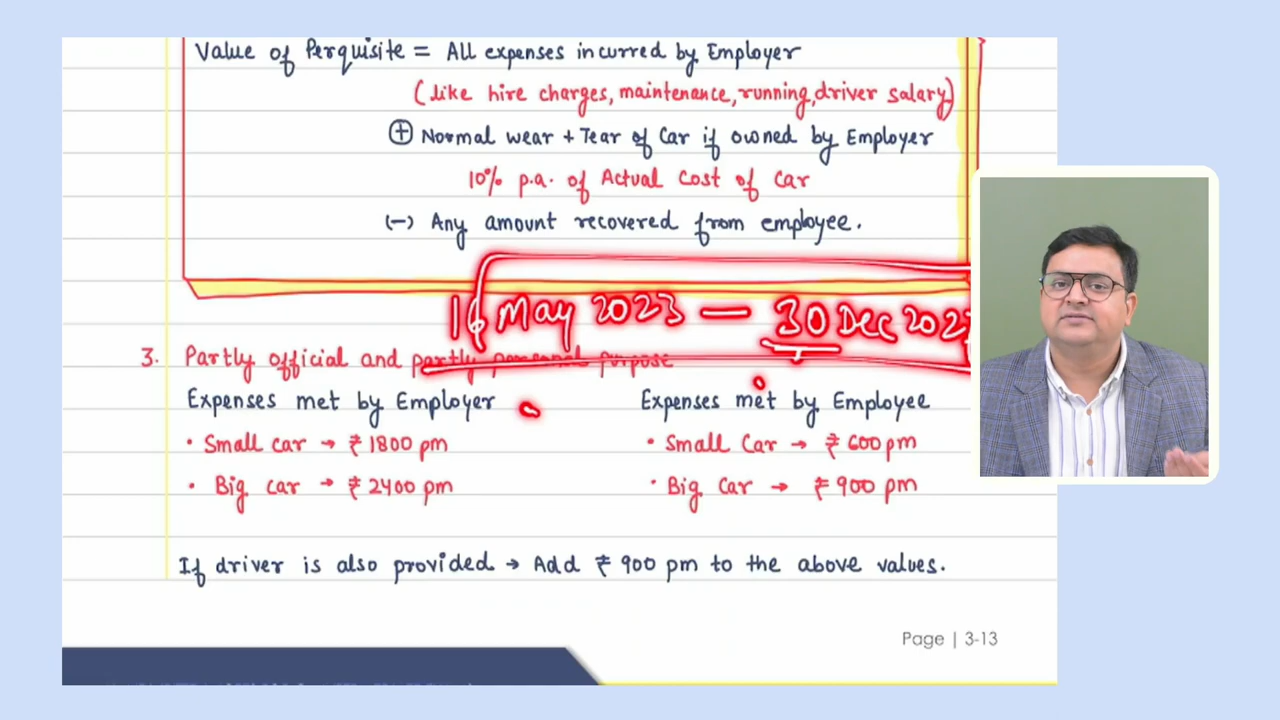 Value of Perquisite = All expenses incurred by Employer
(like hire charges, maintenance, running, driver salary)
⊕ Normal wear + Tear of Car if owned by Employer
10% p.a. of Actual Cost of Car
(-) Any amount recovered from employee.
16 May 2023 — 30 Dec
3. Partly official and partly personal purpose
Expenses met by Employer
• Small car → ₹ 1800 pm
• Big car → ₹ 2400 pm
Expenses met by Employee
• Small Car → ₹ 600 pm
• Big Car → ₹ 900 pm
If driver is also provided → Add ₹ 900 pm to the above values.
Page | 3-13